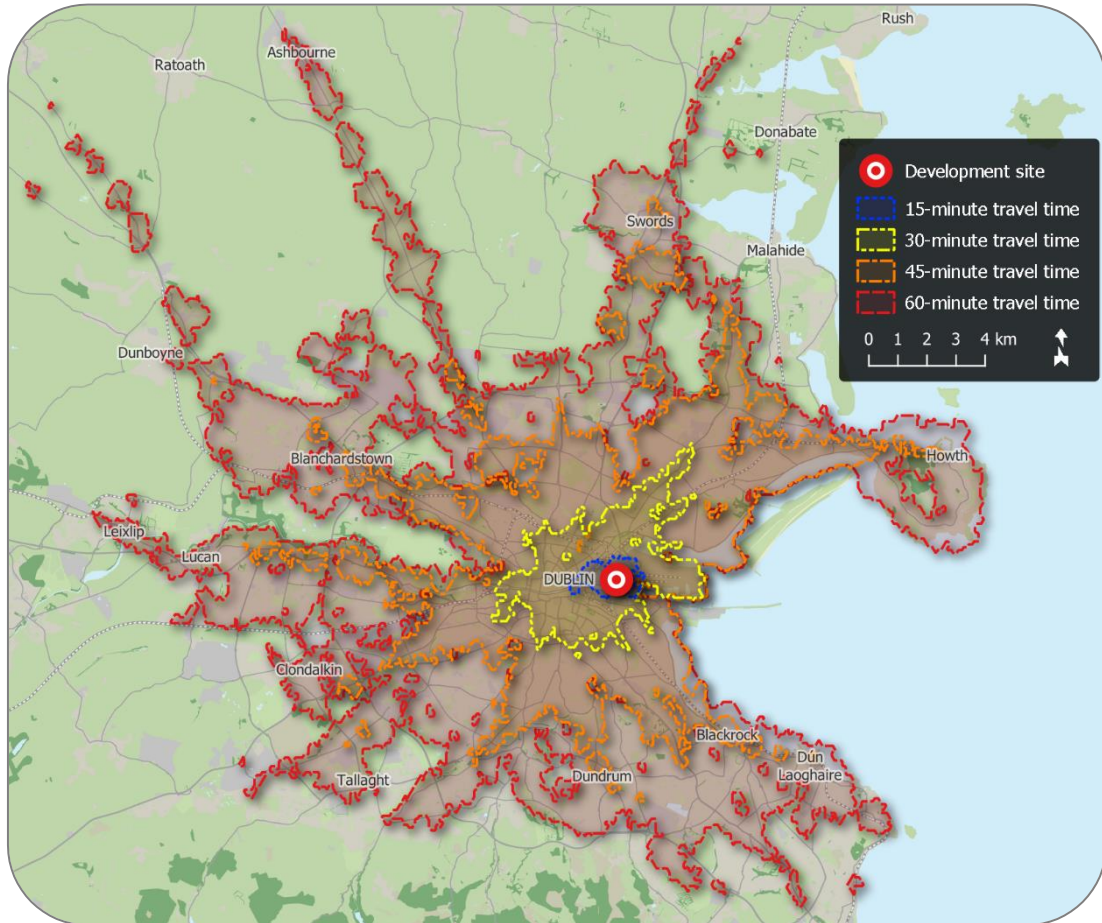 Rush
Ashbourne
Ratoath
Donabate
Development site
15-minute travel time
30-minute travel time
45-minute travel time
60-minute travel time
0 1 2 3 4 km
Swords
Malahide
Dunboyne
Blanchardstown
Howth
Leixlip
Lucan
DUBLIN
Clondalkin
Blackrock
Dún
Laoghaire
Tallaght
Dundrum